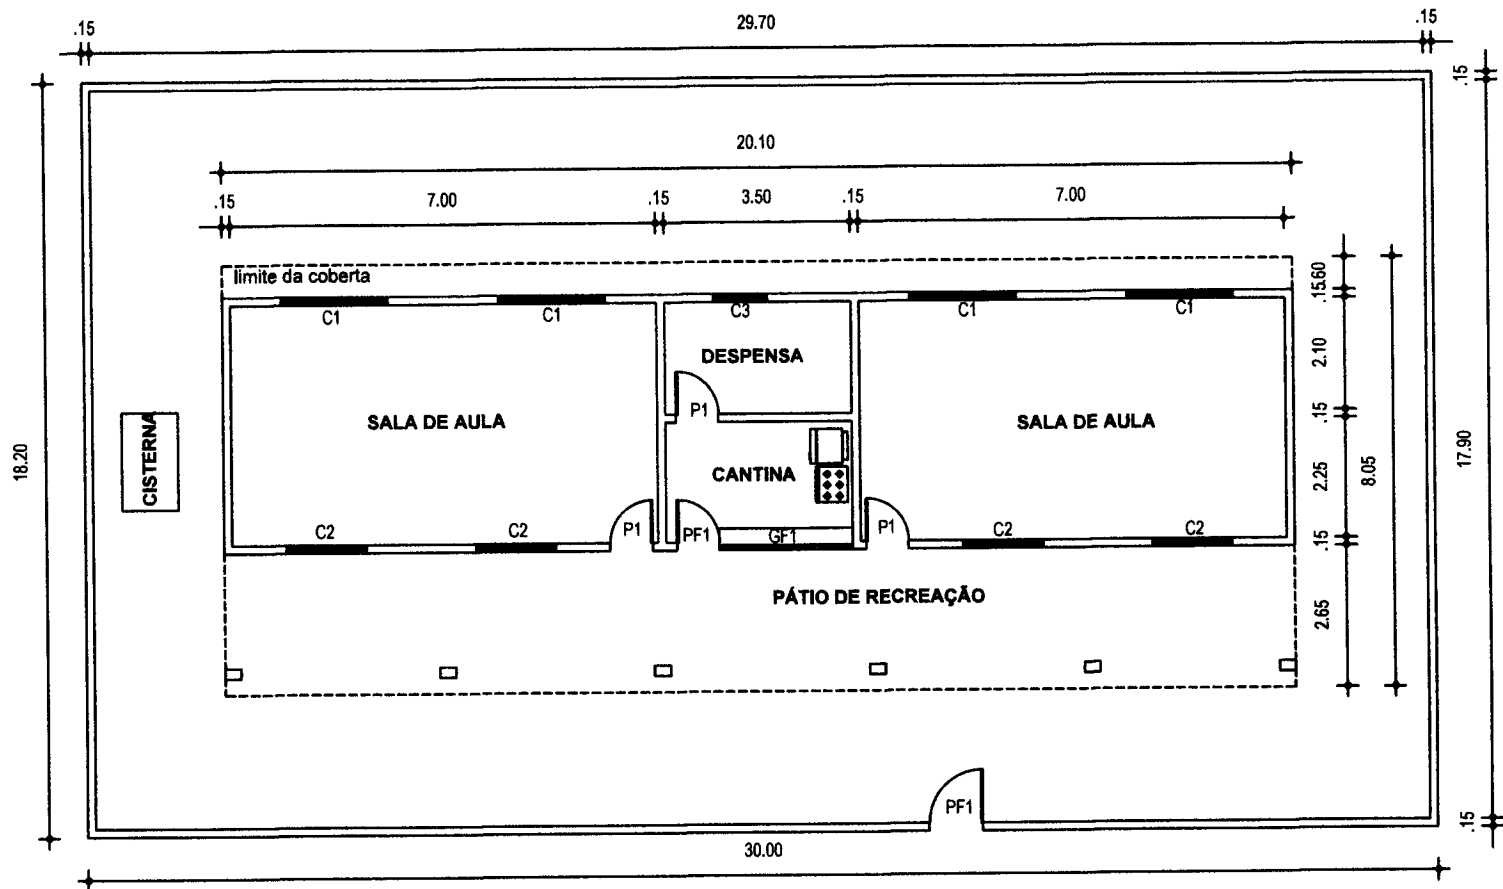 .15 29.70 .15
.15
20.10
.15 7.00 .15 3.50 .15 7.00
limite da coberta
.60
.15
C1 C1 C3 C1 C1
DESPENSA
2.10
P1
.15
SALA DE AULA
SALA DE AULA
CISTERNA
18.20
17.90
8.05
CANTINA
2.25
C2 C2 P1 PF1 GF1 P1 C2 C2
.15
PÁTIO DE RECREAÇÃO
2.65
PF1
.15
30.00